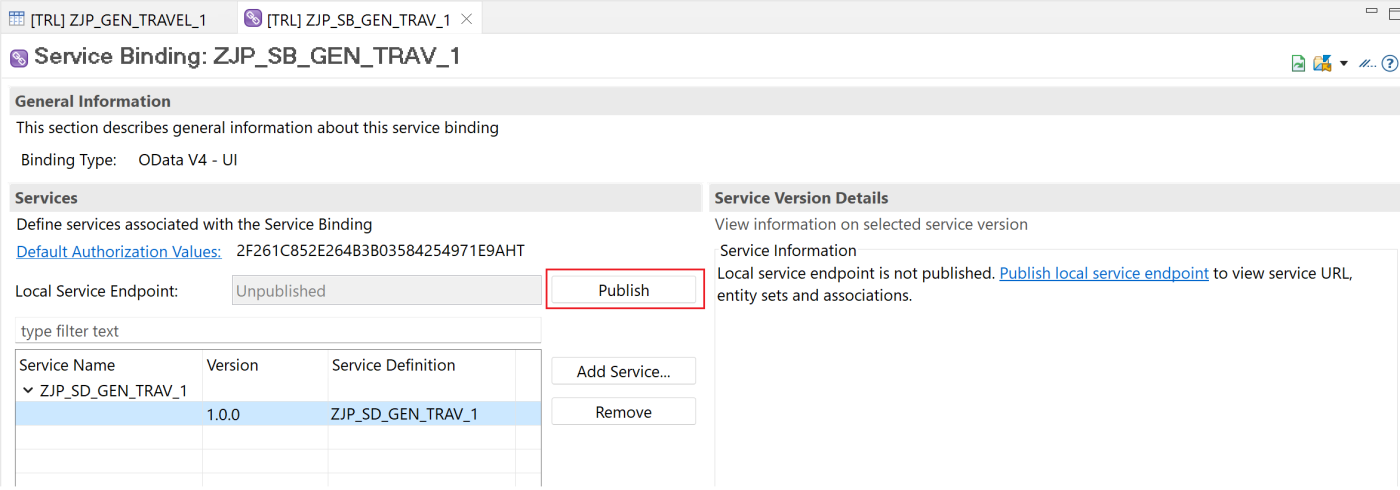 [TRL] ZJP_GEN_TRAVEL_1
[TRL] ZJP_SB_GEN_TRAV_1
Service Binding: ZJP_SB_GEN_TRAV_1
General Information
This section describes general information about this service binding
Binding Type: OData V4 - UI
Services
Define services associated with the Service Binding
Default Authorization Values: 2F261C852E264B3B03584254971E9AHT
Local Service Endpoint: Unpublished Publish
type filter text
Service Name Version Service Definition
ZJP_SD_GEN_TRAV_1
1.0.0 ZJP_SD_GEN_TRAV_1
Add Service...
Remove
Service Version Details
View information on selected service version
Service Information
Local service endpoint is not published. Publish local service endpoint to view service URL,
entity sets and associations.